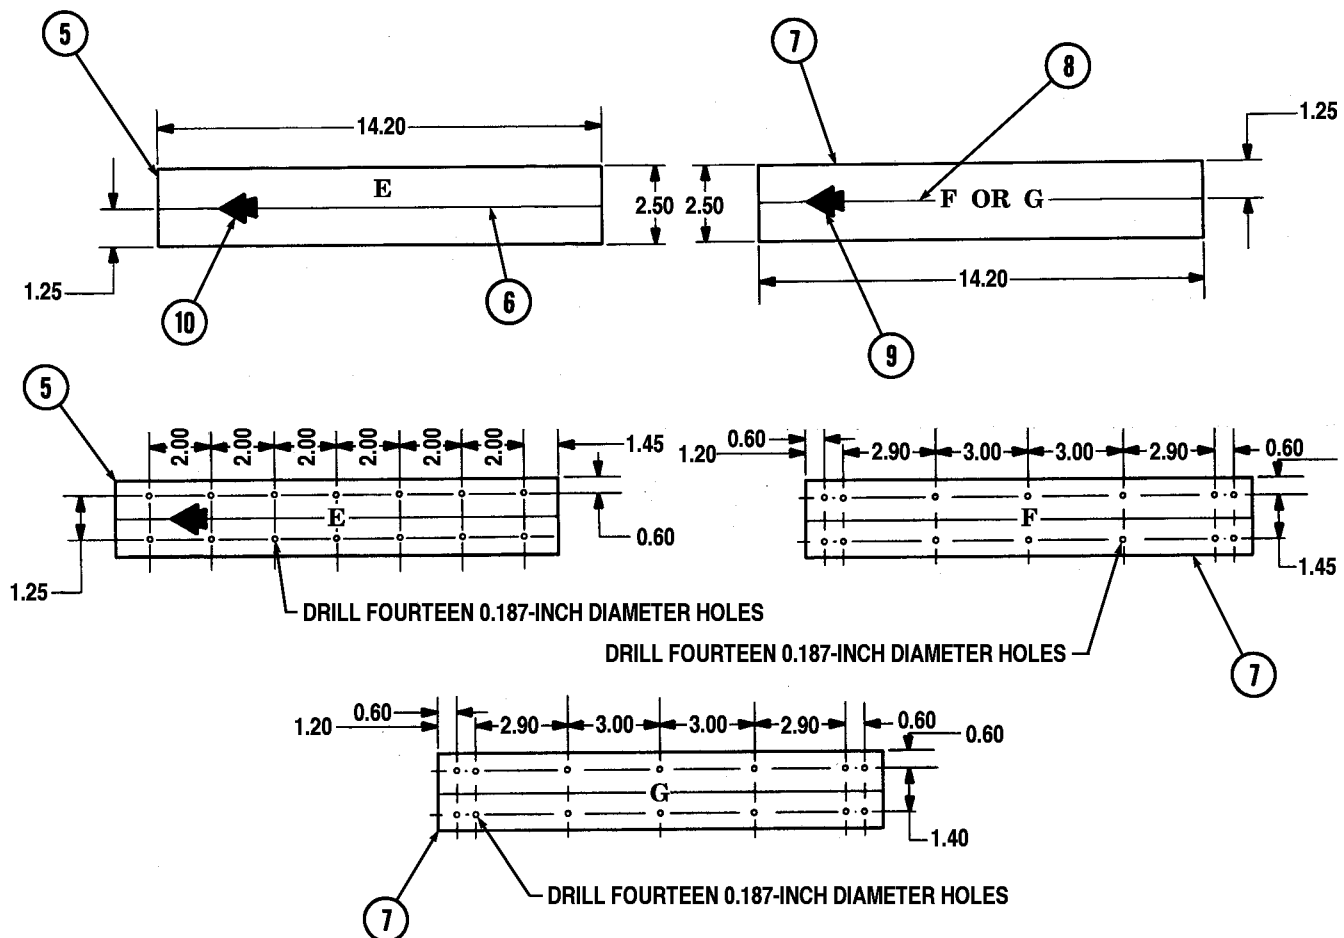 5
7
8
14.20
1.25
E
F OR G
2.50
2.50
1.25
10
6
14.20
9
5
2.00 2.00 2.00 2.00 2.00 2.00
1.45
0.60
1.20
2.90 3.00 3.00 2.90
0.60
E
F
0.60
1.25
1.45
DRILL FOURTEEN 0.187-INCH DIAMETER HOLES
DRILL FOURTEEN 0.187-INCH DIAMETER HOLES
7
0.60
1.20
2.90 3.00 3.00 2.90
0.60
0.60
G
1.40
DRILL FOURTEEN 0.187-INCH DIAMETER HOLES
7